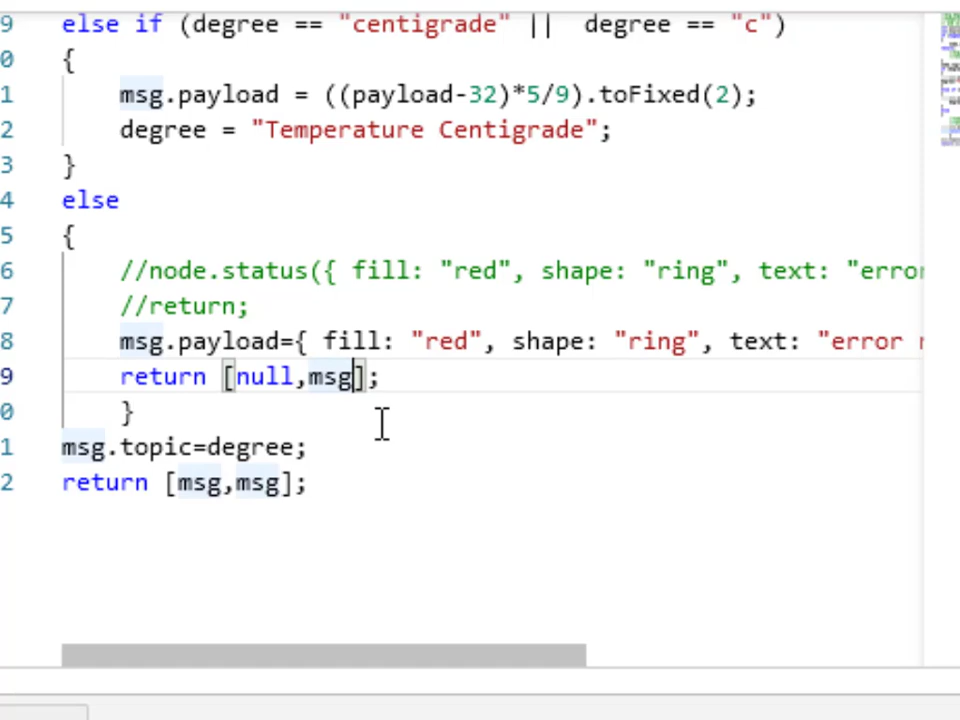 9 else if (degree == "centigrade" || degree == "c")
0 {
1 msg.payload = ((payload-32)*5/9).toFixed(2);
2 degree = "Temperature Centigrade";
3 }
4 else
5 {
6 //node.status({ fill: "red", shape: "ring", text: "error
7 //return;
8 msg.payload={ fill: "red", shape: "ring", text: "error
9 return [null,msg];
0 }
1 msg.topic=degree;
2 return [msg,msg];